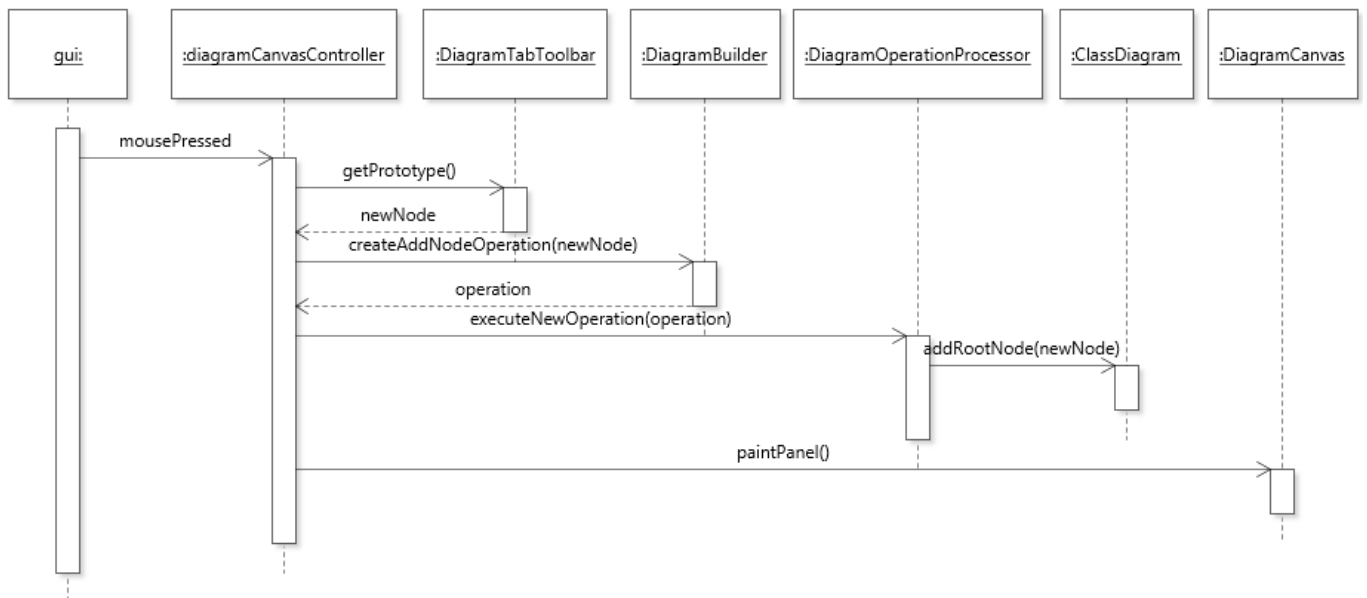 gui:
:diagramCanvasController
:DiagramTabToolbar
:DiagramBuilder
:DiagramOperationProcessor
:ClassDiagram
:DiagramCanvas
mousePressed
getPrototype()
newNode
createAddNodeOperation(newNode)
operation
executeNewOperation(operation)
addRootNode(newNode)
paintPanel()